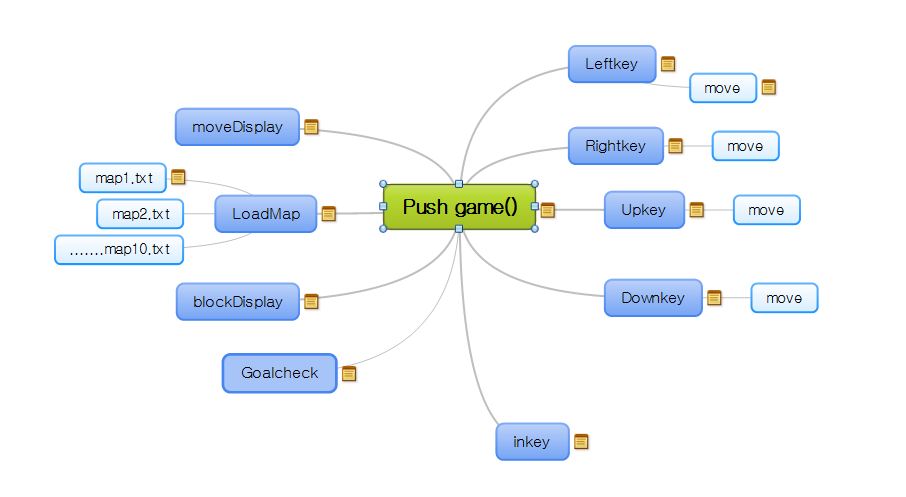 Push game()
Leftkey
move
Rightkey
move
Upkey
move
Downkey
move
inkey
moveDisplay
LoadMap
map1.txt
map2.txt
.......map10.txt
blockDisplay
Goalcheck